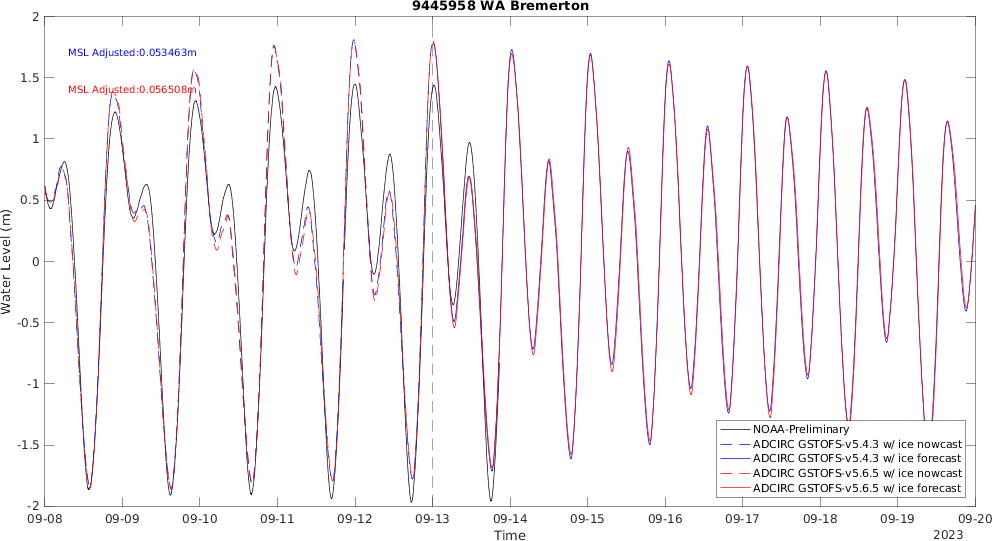 9445958 WA Bremerton
MSL Adjusted:0.053463m
MSL Adjusted:0.056508m
Water Level (m)
2
1.5
1
0.5
0
-0.5
-1
-1.5
-2
NOAA-Preliminary
ADCIRC GSTOFS-v5.4.3 w/ ice nowcast
ADCIRC GSTOFS-v5.4.3 w/ ice forecast
ADCIRC GSTOFS-v5.6.5 w/ ice nowcast
ADCIRC GSTOFS-v5.6.5 w/ ice forecast
09-08 09-09 09-10 09-11 09-12 09-13 09-14 09-15 09-16 09-17 09-18 09-19 09-20
Time
2023